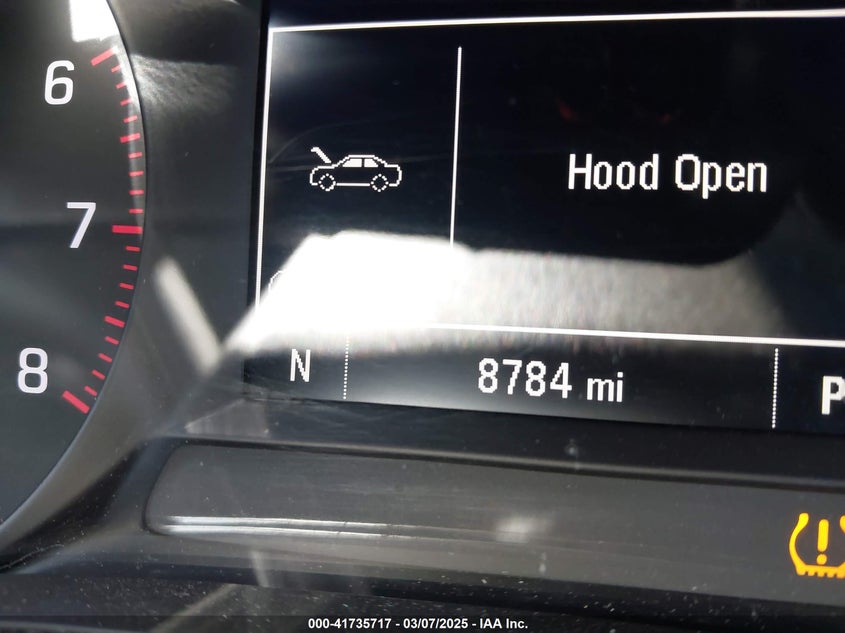 6
7
8
Hood Open
N
8784 mi
P
000-41735717 — 03/07/2025 — IAA Inc.